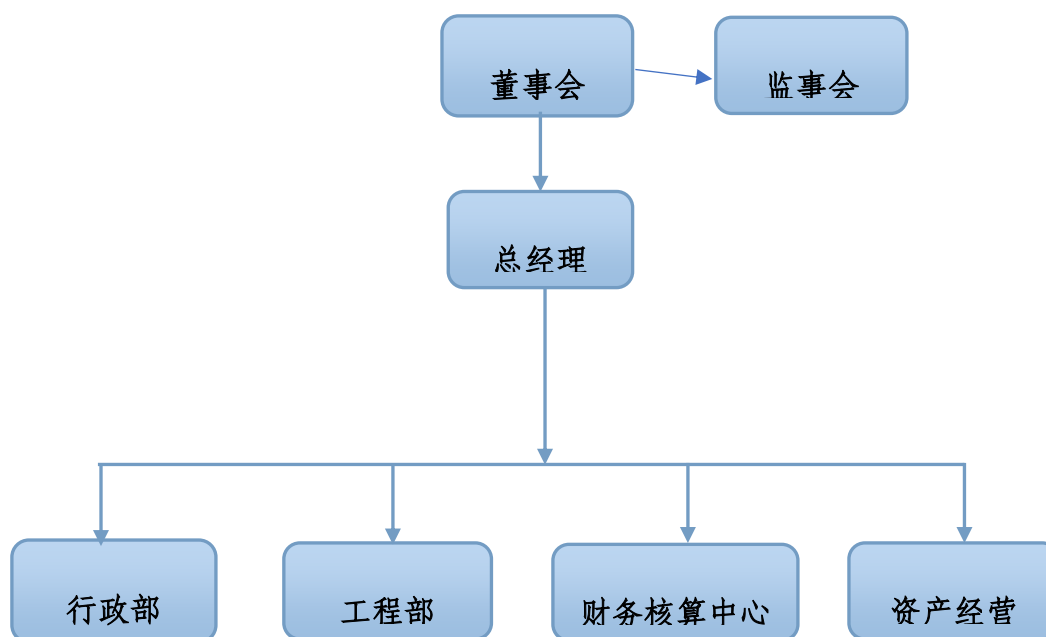 董事会
监事会
总经理
行政部
工程部
财务核算中心
资产经营